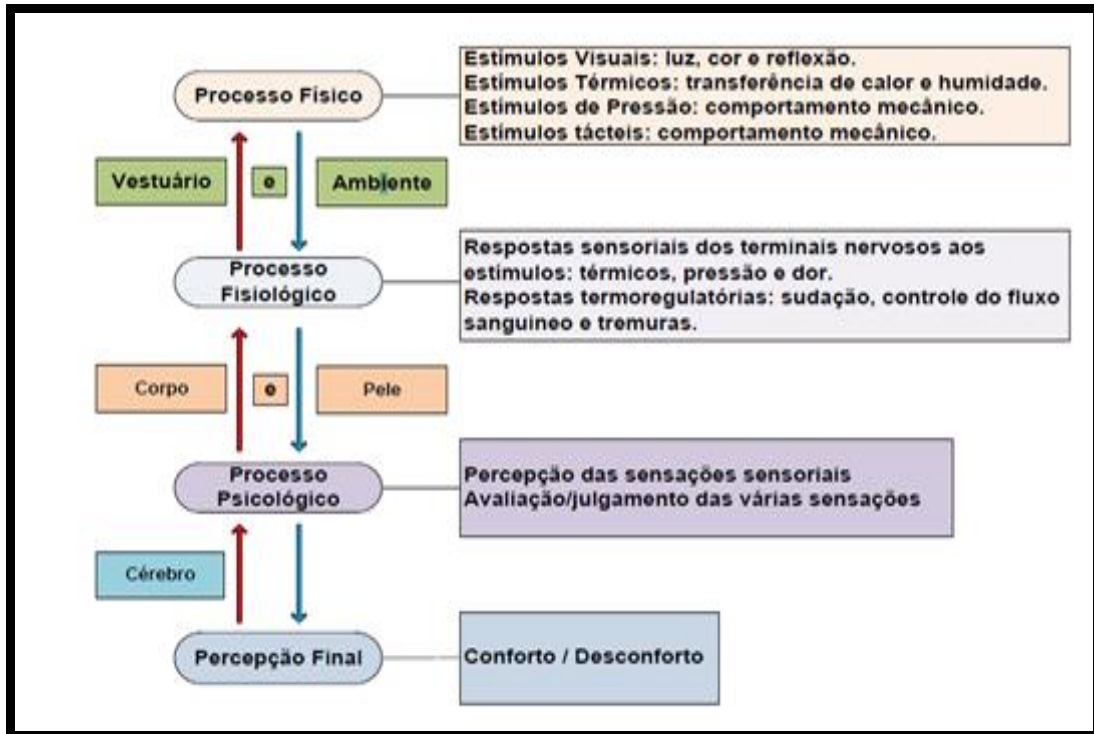 Processo Físico
Estímulos Visuais: luz, cor e reflexão.
Estímulos Térmicos: transferência de calor e humidade.
Estímulos de Pressão: comportamento mecânico.
Estímulos tácteis: comportamento mecânico.
Vestuário
e
Ambiente
Processo
Fisiológico
Respostas sensoriais dos terminais nervosos aos
estímulos: térmicos, pressão e dor.
Respostas termoregulatórias: sudação, controle do fluxo
sanguineo e tremuras.
Corpo
e
Pele
Processo
Psicológico
Percepção das sensações sensoriais
Avaliação/julgamento das várias sensações
Cérebro
Percepção Final
Conforto / Desconforto